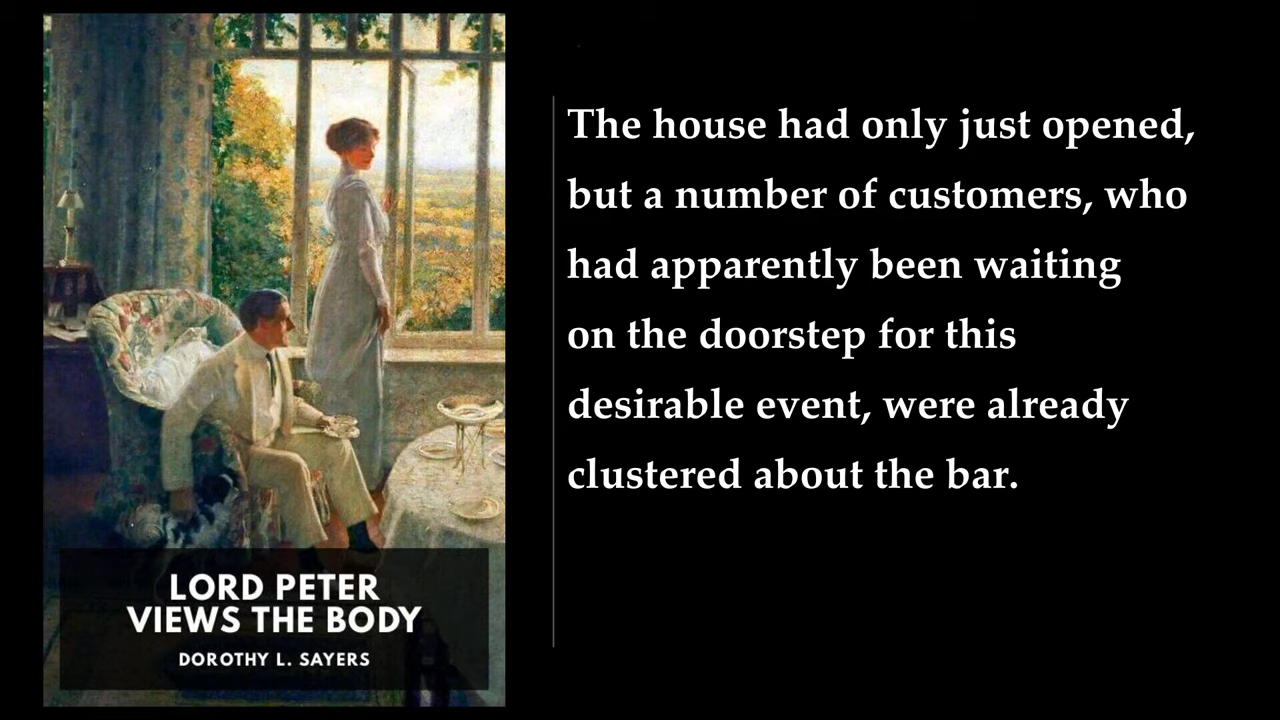 The house had only just opened,
but a number of customers, who
had apparently been waiting
on the doorstep for this
desirable event, were already
clustered about the bar.
LORD PETER
VIEWS THE BODY
DOROTHY L. SAYERS